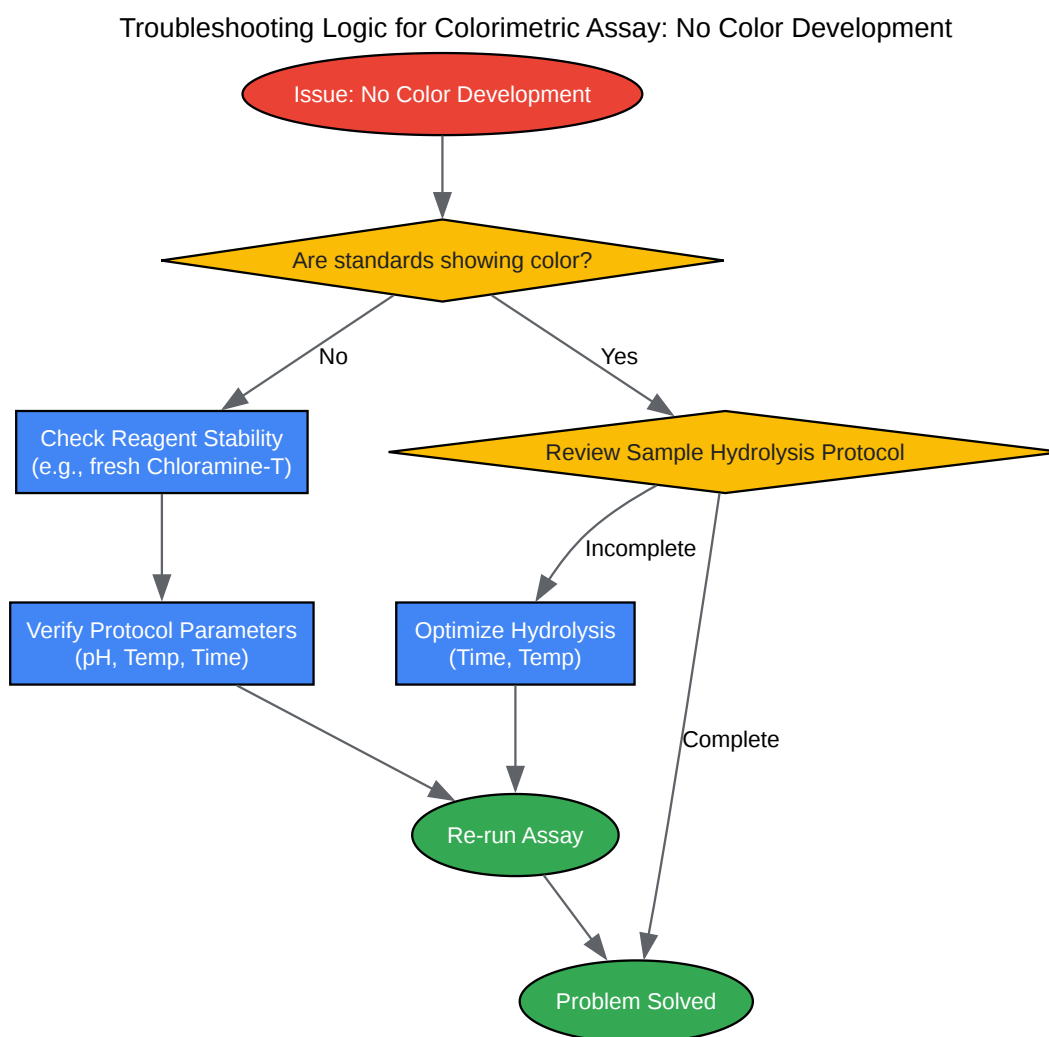 Troubleshooting Logic for Colorimetric Assay: No Color Development
Issue: No Color Development
Are standards showing color?
No
Yes
Check Reagent Stability
(e.g., fresh Chloramine-T)
Review Sample Hydrolysis Protocol
Incomplete
Verify Protocol Parameters
(pH, Temp, Time)
Optimize Hydrolysis
(Time, Temp)
Complete
Re-run Assay
Problem Solved